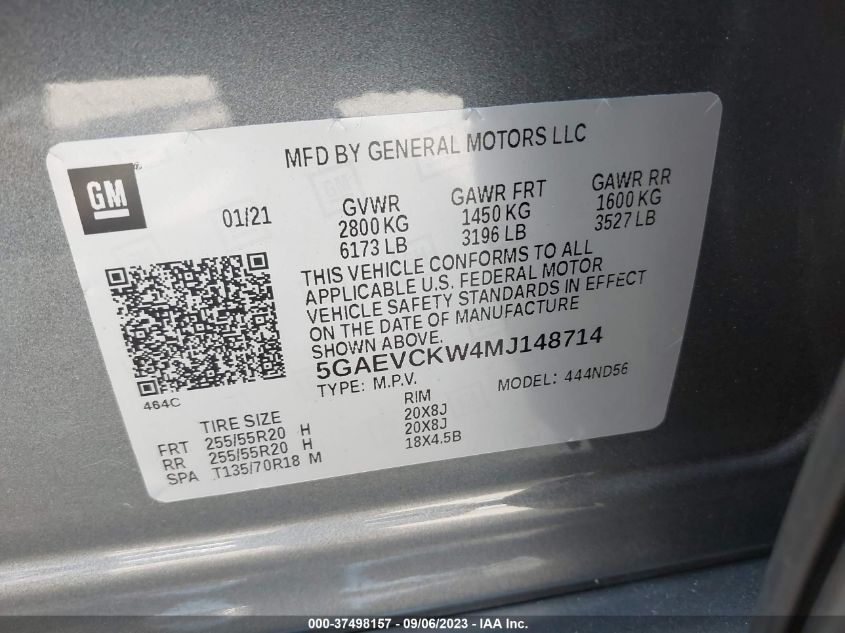 MFD BY GENERAL MOTORS LLC
GM
®
01/21
GVWR GAWR FRT GAWR RR
2800 KG 1450 KG 1600 KG
6173 LB 3196 LB 3527 LB
THIS VEHICLE CONFORMS TO ALL
APPLICABLE U.S. FEDERAL MOTOR
VEHICLE SAFETY STANDARDS IN EFFECT
ON THE DATE OF MANUFACTURE
SHOWN ABOVE.
5GAEVCKW4MJ148714
TYPE: M.P.V. MODEL: 444ND56
464C
TIRE SIZE RIM
FRT 255/55R20 H 20X8J
RR 255/55R20 H 20X8J
SPA T135/70R18 M 18X4.5B
000-37498157 - 09/06/2023 - IAA Inc.